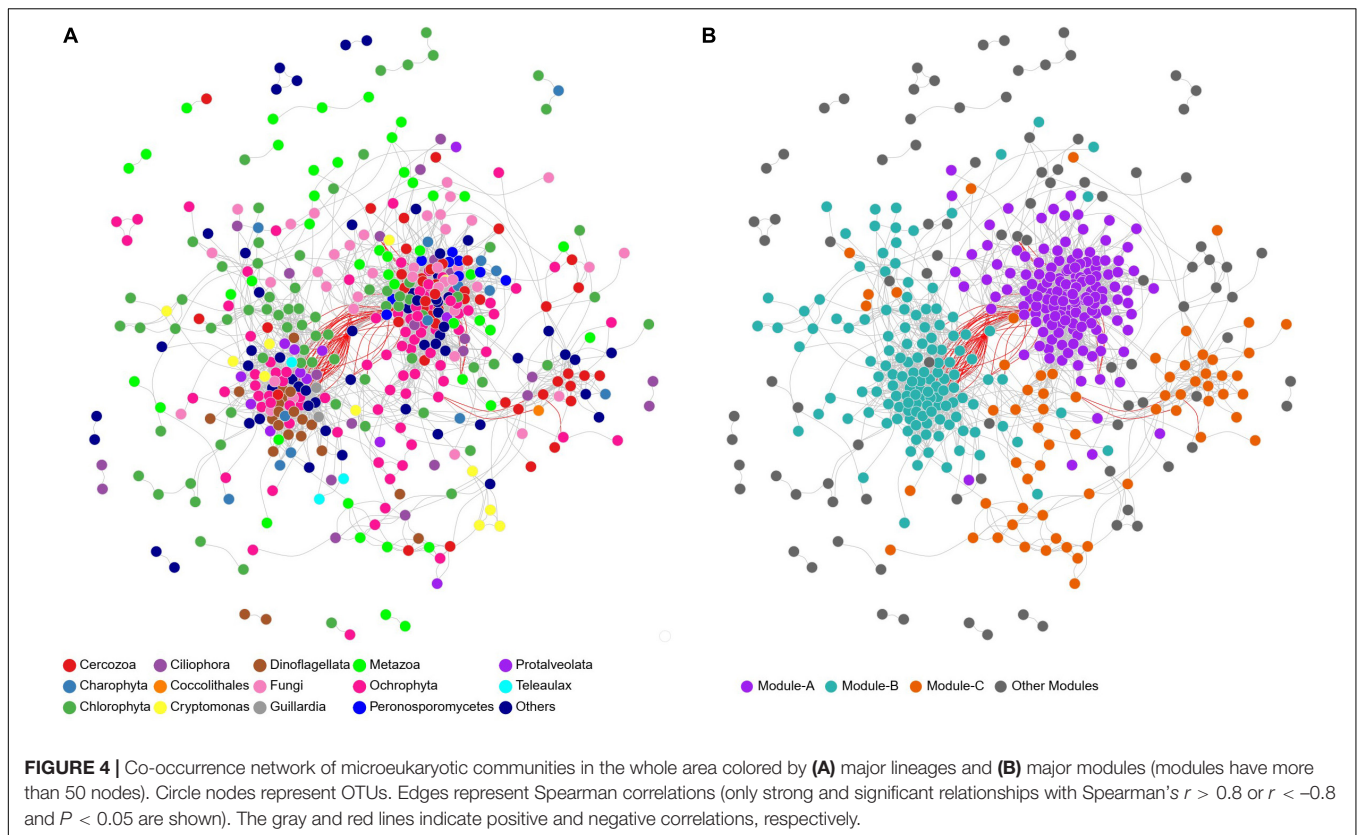 A
B
Cercozoa Ciliophora Dinoflagellata Metazoa Protalveolata
Charophyta Coccolithales Fungi Ochrophyta Teleaulax
Chlorophyta Cryptomonas Guillardia Peronosporomycetes Others
Module-A Module-B Module-C Other Modules
FIGURE 4 | Co-occurrence network of microeukaryotic communities in the whole area colored by (A) major lineages and (B) major modules (modules have more
than 50 nodes). Circle nodes represent OTUs. Edges represent Spearman correlations (only strong and significant relationships with Spearman's r > 0.8 or r < –0.8
and P < 0.05 are shown). The gray and red lines indicate positive and negative correlations, respectively.